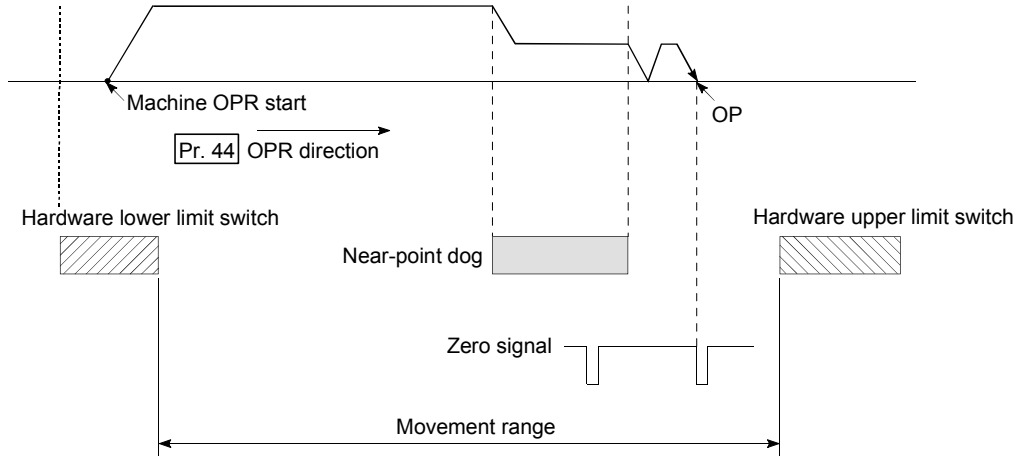 Machine OPR start
OP
Pr. 44 OPR direction
Hardware lower limit switch
Hardware upper limit switch
Near-point dog
Zero signal
Movement range